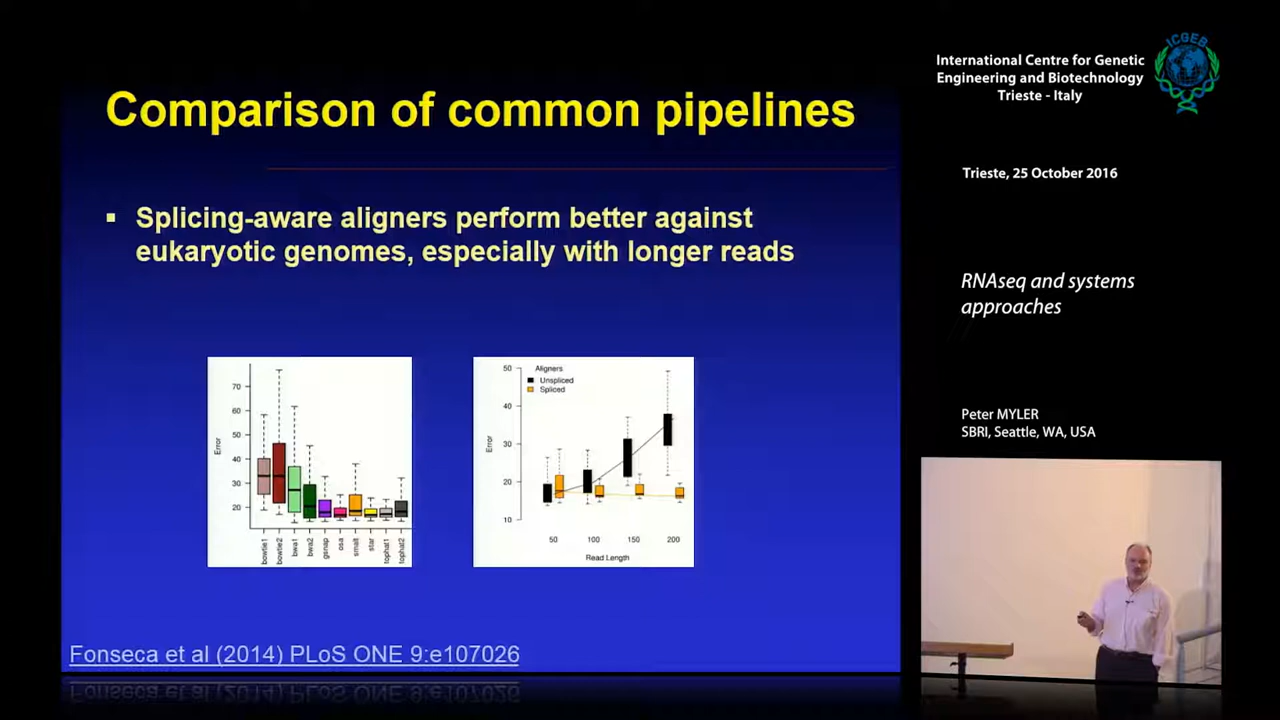 Comparison of common pipelines
▪ Splicing-aware aligners perform better against
eukaryotic genomes, especially with longer reads
70
60
50
40
30
20
Error
bowtie1
bowtie2
bwa1
bwa2
gsnap
osa
smalt
star
tophat1
tophat2
50
40
30
20
10
Error
Aligners
Unspliced
Spliced
50 100 150 200
Read Length
Fonseca et al (2014) PLoS ONE 9:e107026
International Centre for Genetic
Engineering and Biotechnology
Trieste - Italy
ICGEB
Trieste, 25 October 2016
RNAseq and systems
approaches
Peter MYLER
SBRI, Seattle, WA, USA